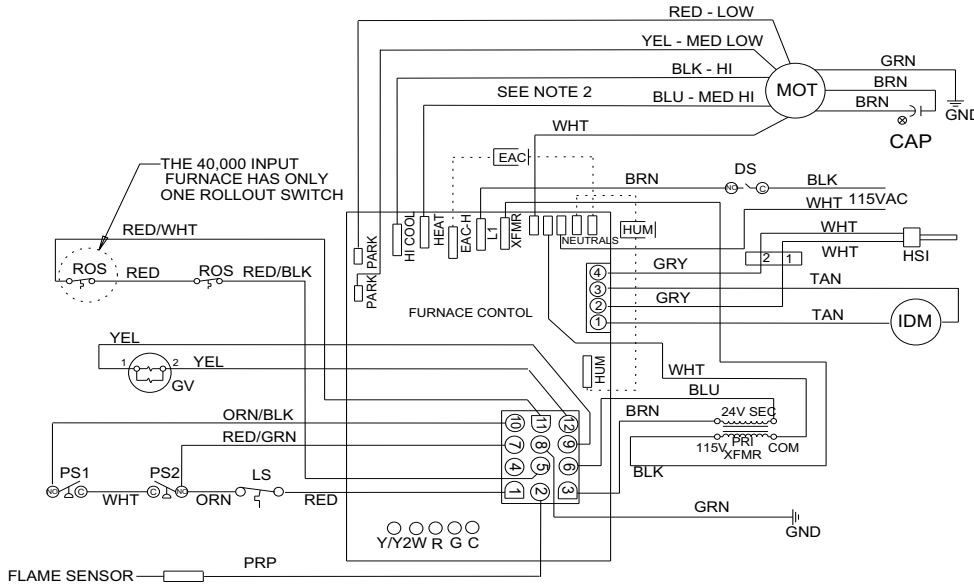 RED - LOW
YEL - MED LOW
BLK - HI
SEE NOTE 2
BLU - MED HI
WHT
MOT
GRN
BRN
BRN
GND
CAP
EAC
BRN
DS
NO
C
BLK
WHT 115VAC
THE 40,000 INPUT
FURNACE HAS ONLY
ONE ROLLOUT SWITCH
RED/WHT
ROS
RED
ROS
RED/BLK
PARK
PARK
HI COOL
HEAT
EAC-H
L1
XFMR
NEUTRALS
HUM
WHT
WHT
2 1
HSI
GRY
GRY
4
3
2
1
TAN
TAN
IDM
FURNACE CONTOL
HUM
YEL
1 2
YEL
GV
WHT
BLU
BRN
24V SEC
115V PRI COM
XFMR
BLK
ORN/BLK
RED/GRN
10 11 12
7 8 9
4 5 6
1 2 3
PS1
NO C
WHT
PS2
C NO
ORN
LS
RED
GRN
GND
Y/Y2 W R G C
PRP
FLAME SENSOR